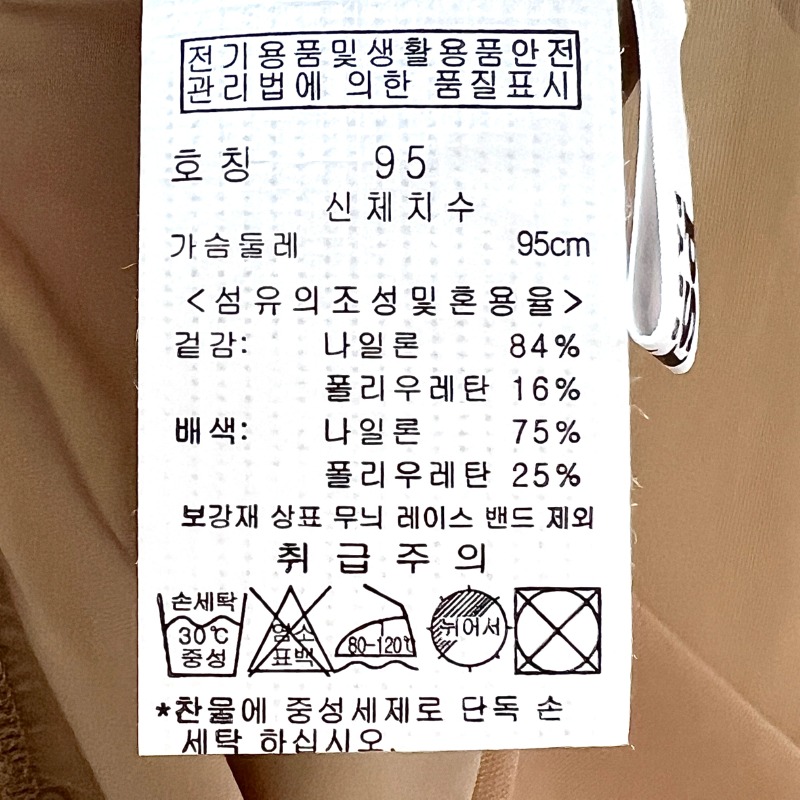 전기용품및생활용품안전
관리법에 의한 품질표시
호칭 95
신체치수
가슴둘레 95cm
<섬유의조성및혼용율>
겉감: 나일론 84%
폴리우레탄 16%
배색: 나일론 75%
폴리우레탄 25%
보강재 상표 무늬 레이스 밴드 제외
취급주의
손세탁
30℃
중성
염소
표백
80-120℃
뉘어서
*찬물에 중성세제로 단독 손
세탁 하십시오.